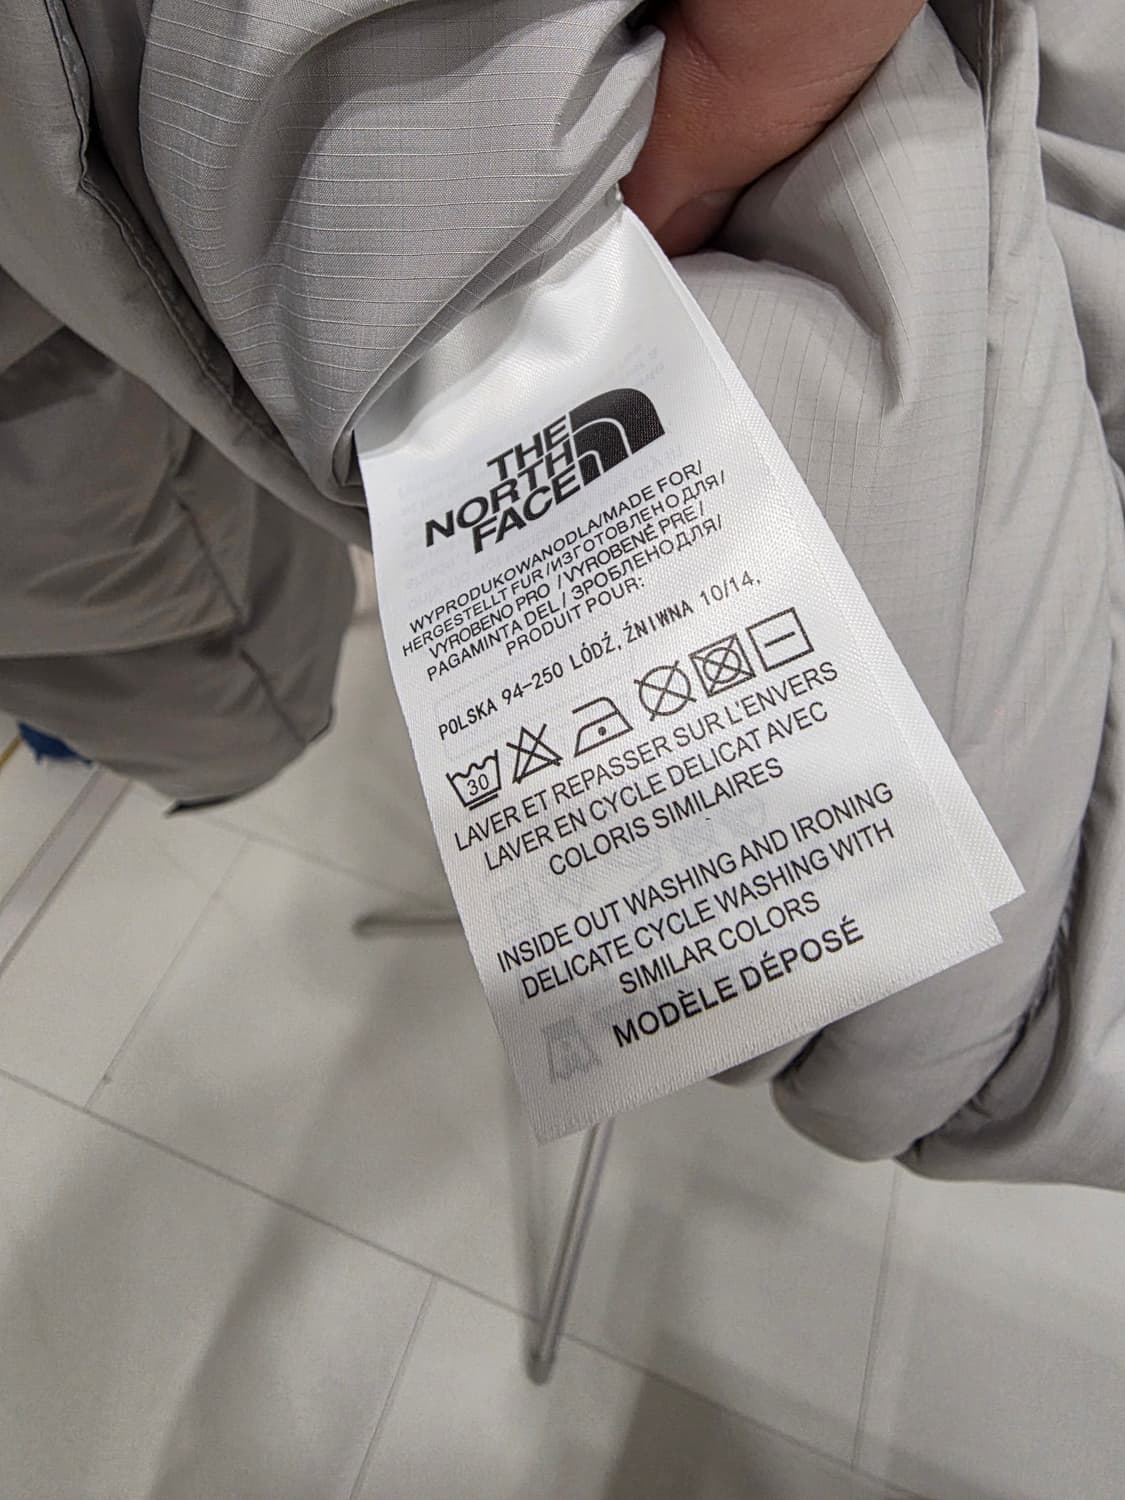 THE
NORTH
FACE
WYPRODUKOWANODLA/MADE FOR/
HERGESTELLT FUR /ИЗГОТОВЛЕНО ДЛЯ/
VYROBENO PRO / VYROBENÉ PRE/
PAGAMINTA DEL / ЗРОБЛЕНОДЛЯ/
PRODUIT POUR:
POLSKA 94-250 LÓDŹ, ŹNIWNA 10/14,
30
LAVER ET REPASSER SUR L'ENVERS
LAVER EN CYCLE DELICAT AVEC
COLORIS SIMILAIRES
INSIDE OUT WASHING AND IRONING
DELICATE CYCLE WASHING WITH
SIMILAR COLORS
MODÈLE DÉPOSÉ